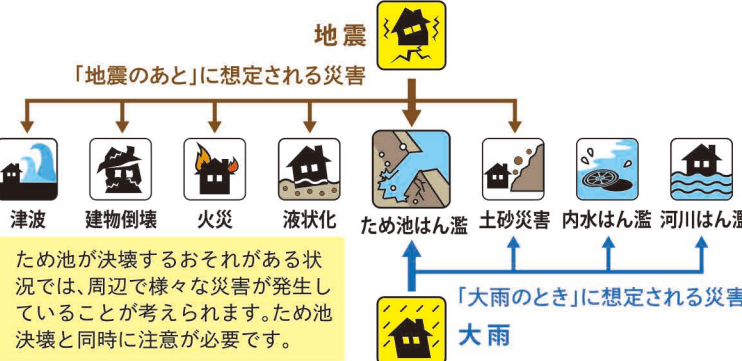 地震
「地震のあと」に想定される災害
津波
建物倒壊
火災
液状化
ため池はん濫
土砂災害
内水はん濫
河川はん濫
ため池が決壊するおそれがある状
況では、周辺で様々な災害が発生し
ていることが考えられます。ため池
決壊と同時に注意が必要です。
「大雨のとき」に想定される災害
大雨